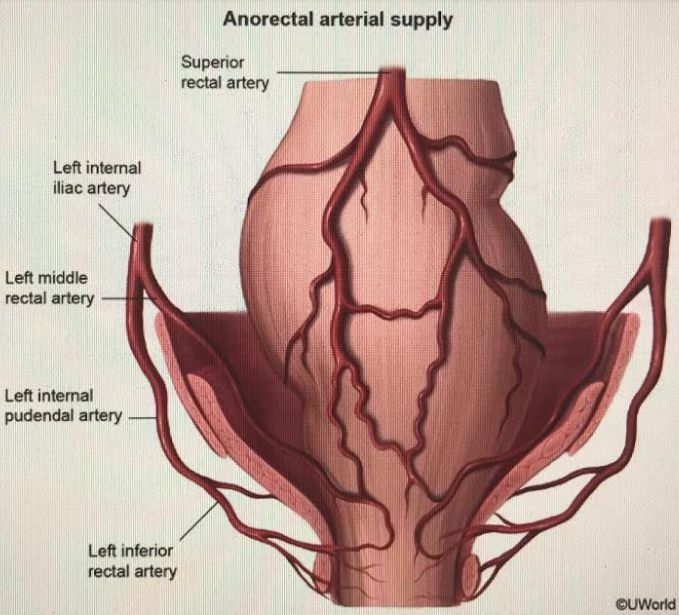 Anorectal arterial supply
Superior
rectal artery
Left internal
iliac artery
Left middle
rectal artery
Left internal
pudendal artery
Left inferior
rectal artery
©UWorld